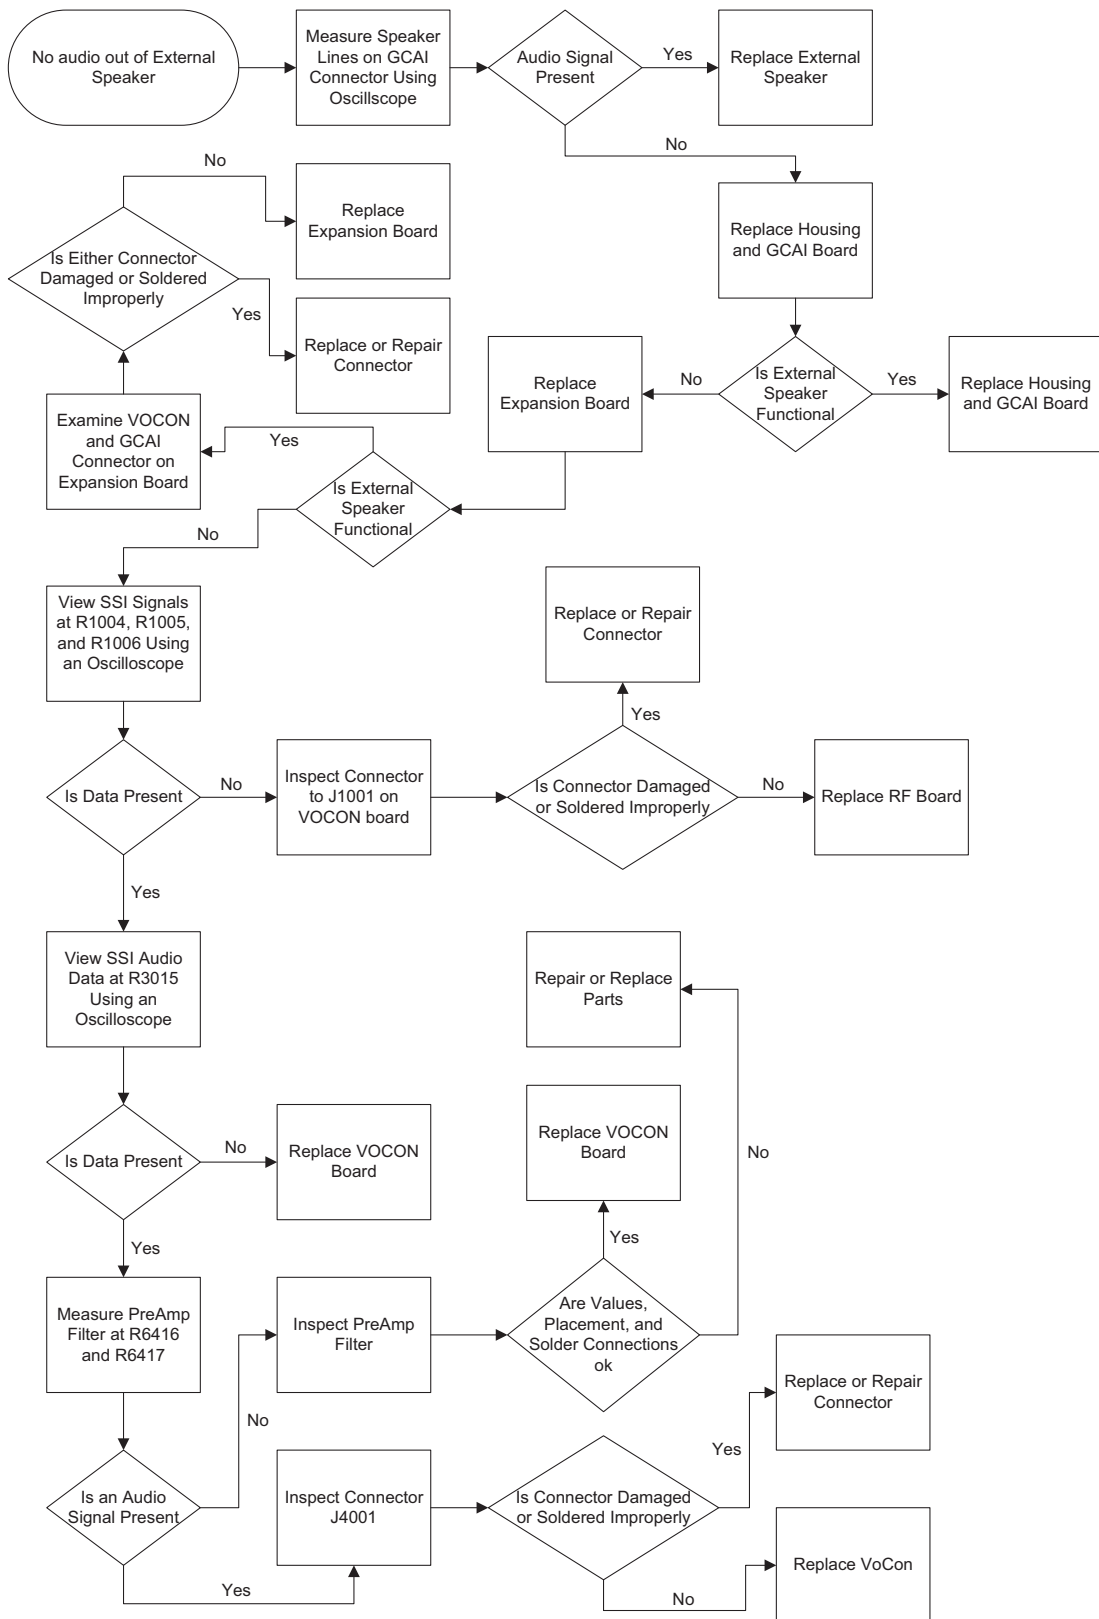 No audio out of External
Speaker
Measure Speaker
Lines on GCAI
Connector Using
Oscillscope
Audio Signal
Present
Yes
Replace External
Speaker
No
Replace Housing
and GCAI Board
Is External
Speaker
Functional
Yes
Replace Housing
and GCAI Board
No
Replace
Expansion Board
Is External
Speaker
Functional
Yes
Examine VOCON
and GCAI
Connector on
Expansion Board
Is Either Connector
Damaged or Soldered
Improperly
No
Replace
Expansion Board
Yes
Replace or Repair
Connector
No
View SSI Signals
at R1004, R1005,
and R1006 Using
an Oscilloscope
Is Data Present
No
Inspect Connector
to J1001 on
VOCON board
Is Connector Damaged
or Soldered Improperly
Yes
Replace or Repair
Connector
No
Replace RF Board
Yes
View SSI Audio
Data at R3015
Using an
Oscilloscope
Is Data Present
No
Replace VOCON
Board
Yes
Measure PreAmp
Filter at R6416
and R6417
Is an Audio
Signal Present
No
Inspect PreAmp
Filter
Are Values,
Placement, and
Solder Connections
ok
Yes
Replace VOCON
Board
No
Repair or Replace
Parts
Yes
Inspect Connector
J4001
Is Connector Damaged
or Soldered Improperly
Yes
Replace or Repair
Connector
No
Replace VoCon